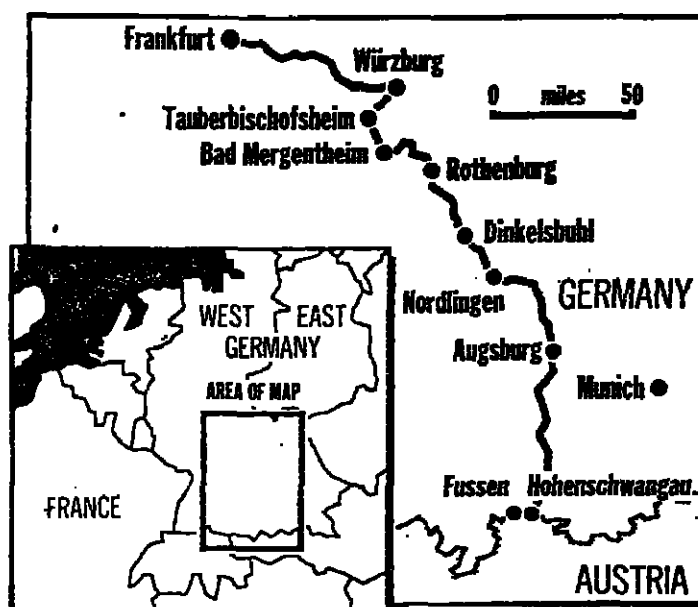 Frankfurt
Würzburg
0 miles 50
Tauberbischofsheim
Bad Mergentheim
Rothenburg
Dinkelsbuhl
Nordlingen
GERMANY
Augsburg
Munich
Fussen Hohenschwangau
AUSTRIA
WEST EAST
GERMANY
AREA OF MAP
FRANCE